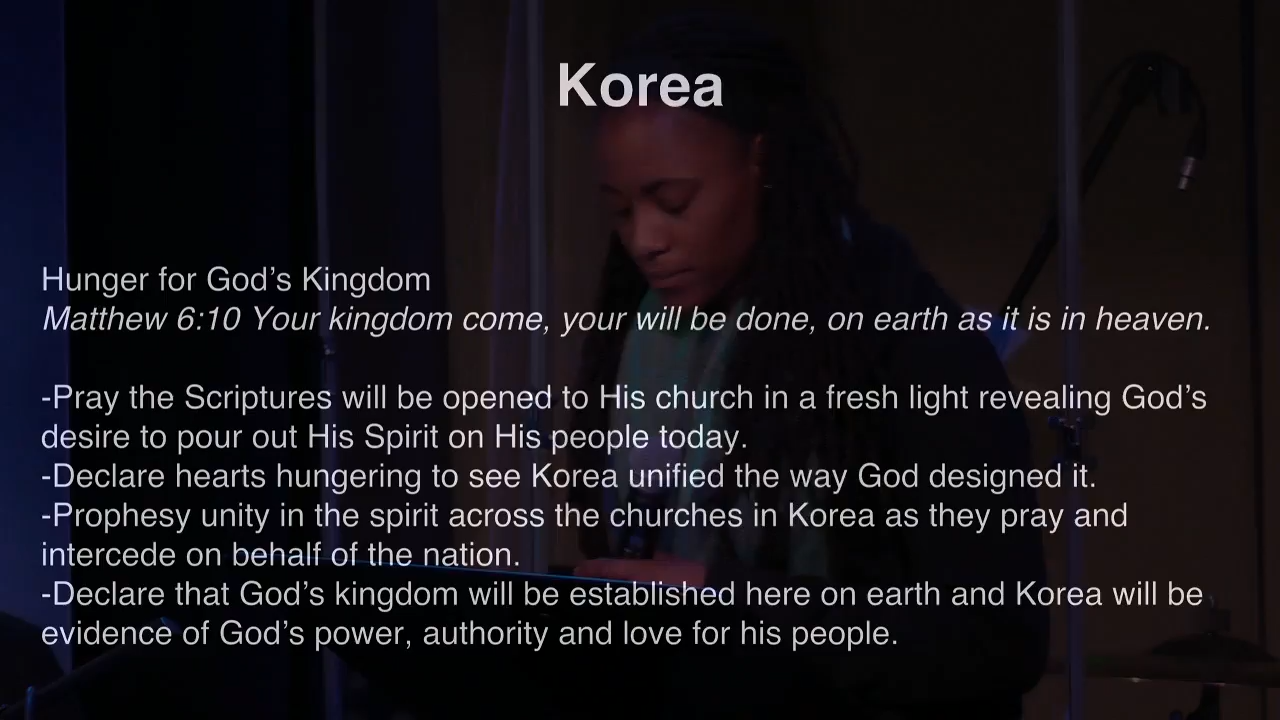 Korea
Hunger for God’s Kingdom
Matthew 6:10 Your kingdom come, your will be done, on earth as it is in heaven.
-Pray the Scriptures will be opened to His church in a fresh light revealing God’s
desire to pour out His Spirit on His people today.
-Declare hearts hungering to see Korea unified the way God designed it.
-Prophesy unity in the spirit across the churches in Korea as they pray and
intercede on behalf of the nation.
-Declare that God’s kingdom will be established here on earth and Korea will be
evidence of God’s power, authority and love for his people.